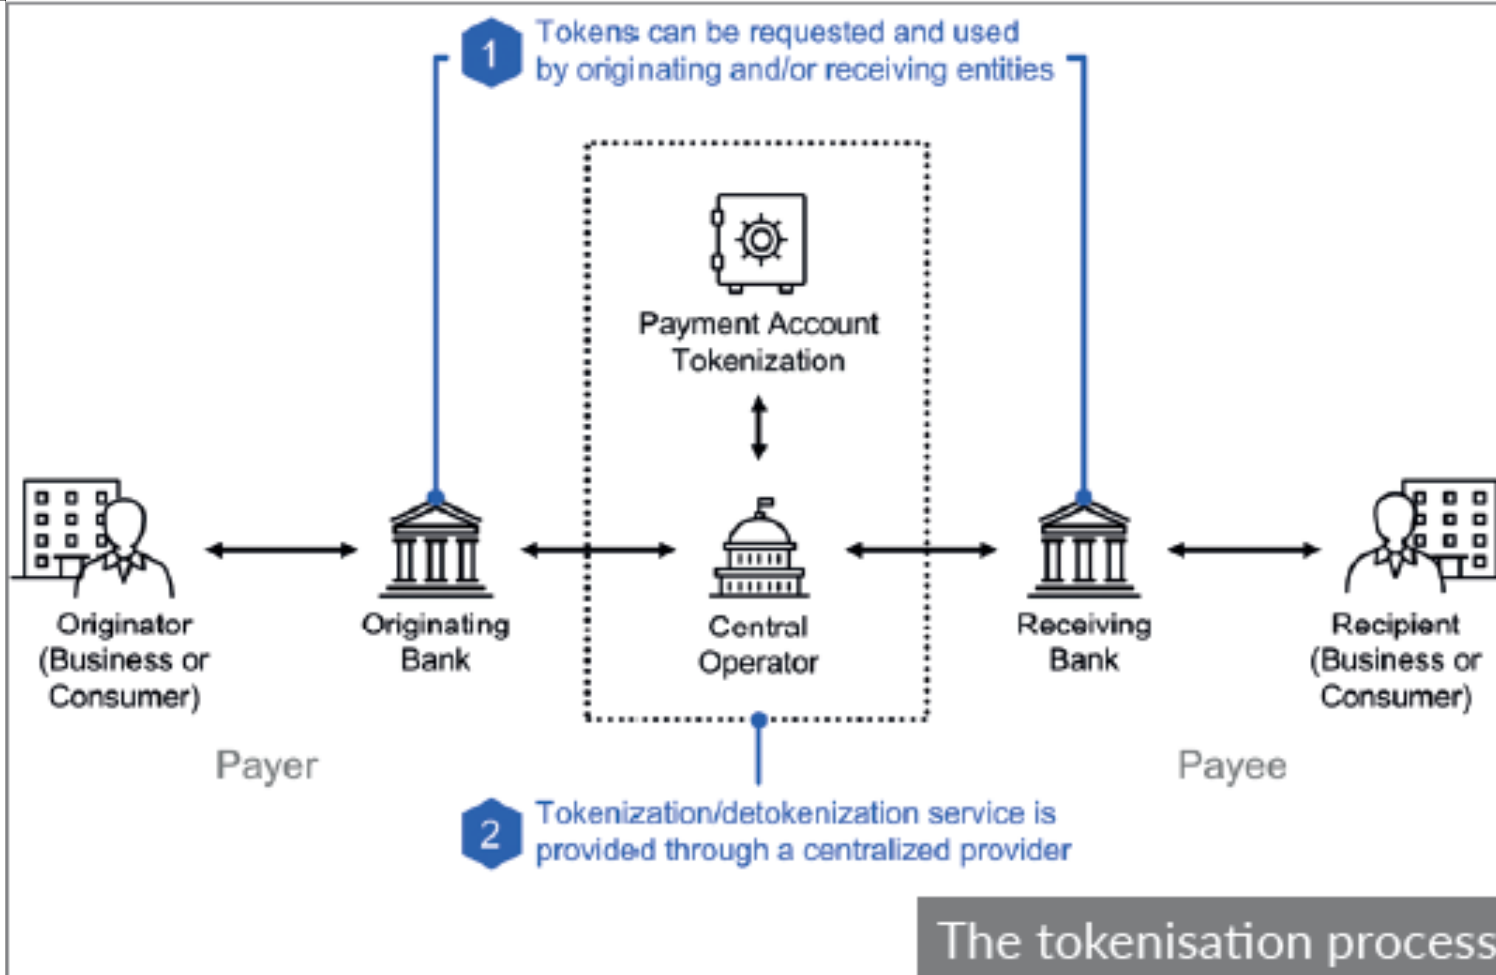 1
Tokens can be requested and used
by originating and/or receiving entities
Payment Account
Tokenization
Originator
(Business or
Consumer)
Originating
Bank
Central
Operator
Receiving
Bank
Recipient
(Business or
Consumer)
Payer
Payee
2
Tokenization/detokenization service is
provided through a centralized provider
The tokenisation process